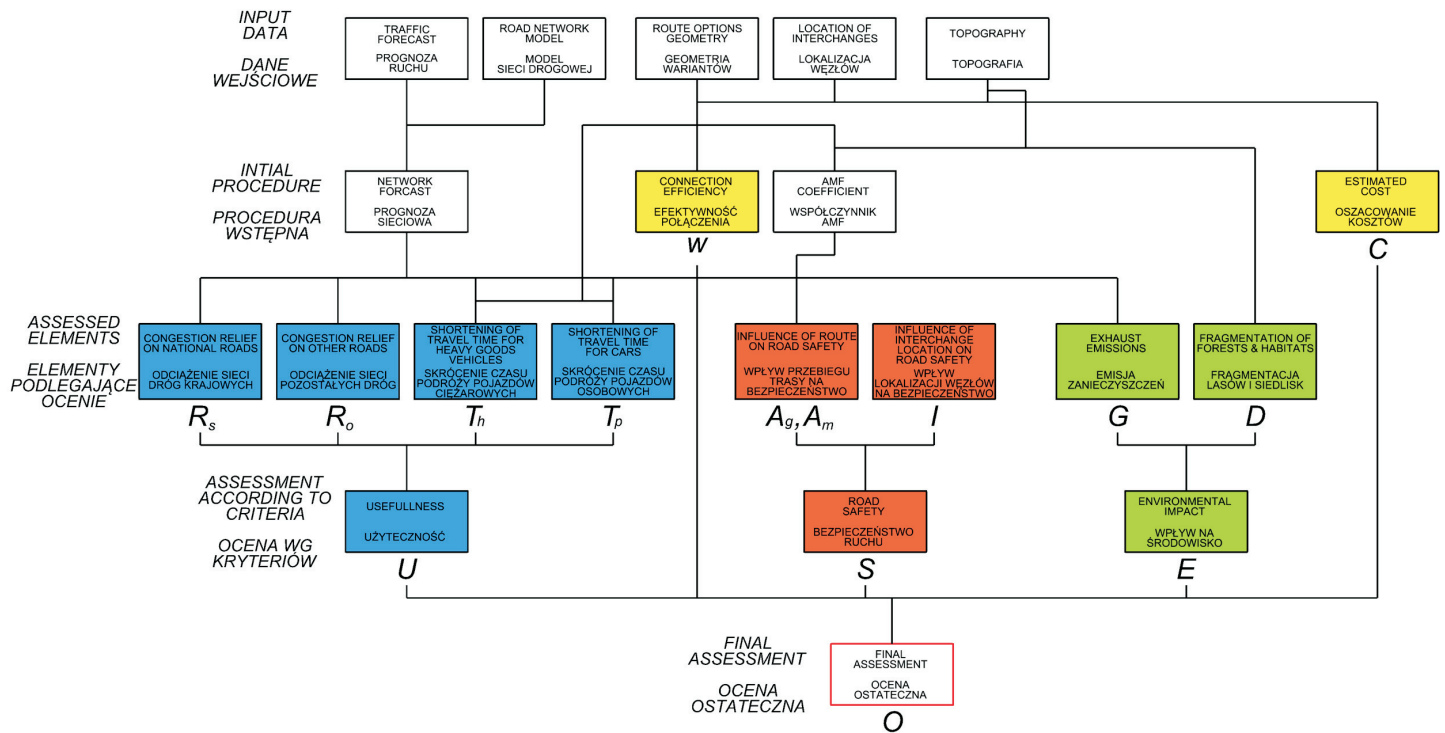 INPUT
DATA
DANE
WEJŚCIOWE
TRAFFIC
FORECAST
PROGNOZA
RUCHU
ROAD NETWORK
MODEL
MODEL
SIECI DROGOWEJ
ROUTE OPTIONS
GEOMETRY
GEOMETRIA
WARIANTÓW
LOCATION OF
INTERCHANGES
LOKALIZACJA
WĘZŁÓW
TOPOGRAPHY
TOPOGRAFIA
INTIAL
PROCEDURE
PROCEDURA
WSTĘPNA
NETWORK
FORCAST
PROGNOZA
SIECIOWA
CONNECTION
EFFICIENCY
EFEKTYWNOŚĆ
POŁĄCZENIA
W
AMF
COEFFICIENT
WSPÓŁCZYNNIK
AMF
ESTIMATED
COST
OSZACOWANIE
KOSZTÓW
C
ASSESSED
ELEMENTS
ELEMENTY
PODLEGAJĄCE
OCENIE
CONGESTION RELIEF
ON NATIONAL ROADS
ODCIĄŻENIE SIECI
DRÓG KRAJOWYCH
Rs
CONGESTION RELIEF
ON OTHER ROADS
ODCIĄŻENIE SIECI
POZOSTAŁYCH DRÓG
Ro
SHORTENING OF
TRAVEL TIME FOR
HEAVY GOODS
VEHICLES
SKRÓCENIE CZASU
PODRÓŻY POJAZDÓW
CIĘŻAROWYCH
Th
SHORTENING OF
TRAVEL TIME
FOR CARS
SKRÓCENIE CZASU
PODRÓŻY POJAZDÓW
OSOBOWYCH
Tp
INFLUENCE OF ROUTE
ON ROAD SAFETY
WPŁYW PRZEBIEGU
TRASY NA
BEZPIECZEŃSTWO
Ag, Am
INFLUENCE OF
INTERCHANGE
LOCATION ON
ROAD SAFETY
WPŁYW
LOKALIZACJI WĘZŁÓW
NA BEZPIECZEŃSTWO
I
EXHAUST
EMISSIONS
EMISJA
ZANIECZYSZCZEŃ
G
FRAGMENTATION OF
FORESTS & HABITATS
FRAGMENTACJA
LASÓW I SIEDLISK
D
ASSESSMENT
ACCORDING TO
CRITERIA
OCENA WG
KRYTERIÓW
USEFULLNESS
UŻYTECZNOŚĆ
U
ROAD
SAFETY
BEZPIECZEŃSTWO
RUCHU
S
ENVIRONMENTAL
IMPACT
WPŁYW NA
ŚRODOWISKO
E
FINAL
ASSESSMENT
OCENA
OSTATECZNA
FINAL
ASSESSMENT
OCENA
OSTATECZNA
O